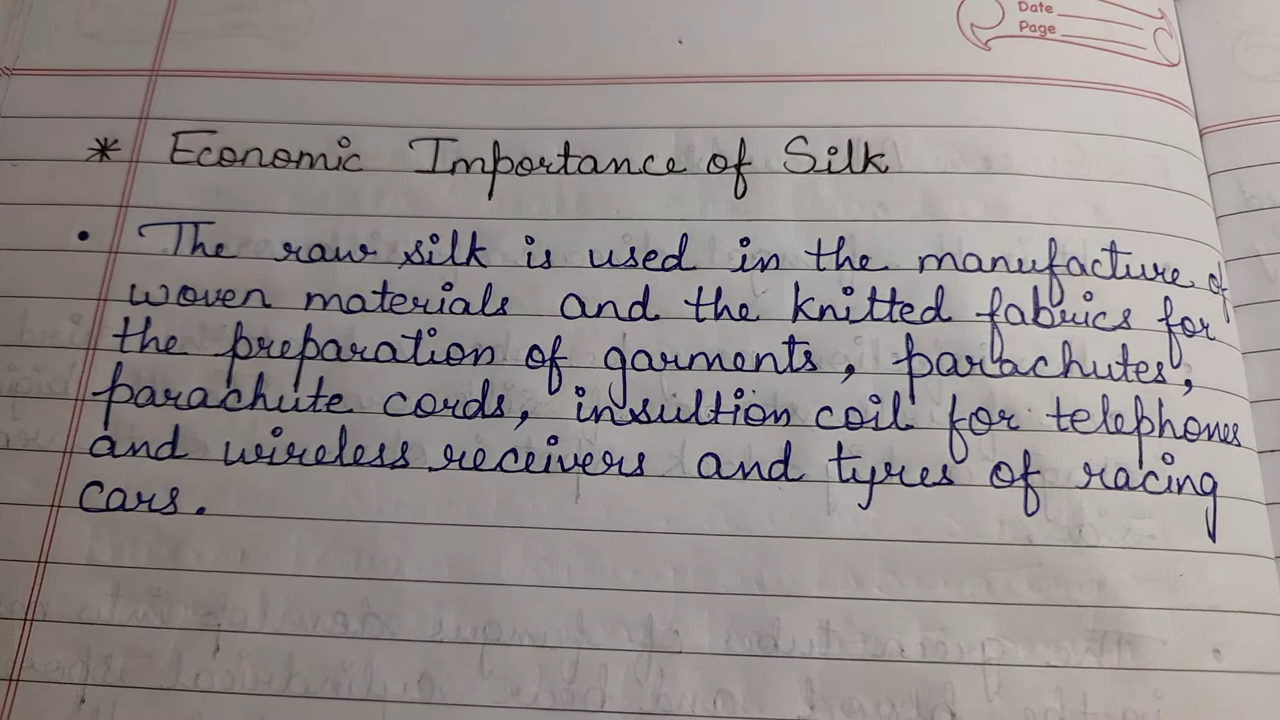 Date
Page
* Economic Importance of Silk
• The raw silk is used in the manufacture of
woven materials and the knitted fabrics for
the preparation of garments, parachutes,
parachute cords, insultion coil for telephones
and wireless receivers and tyres of racing
cars.